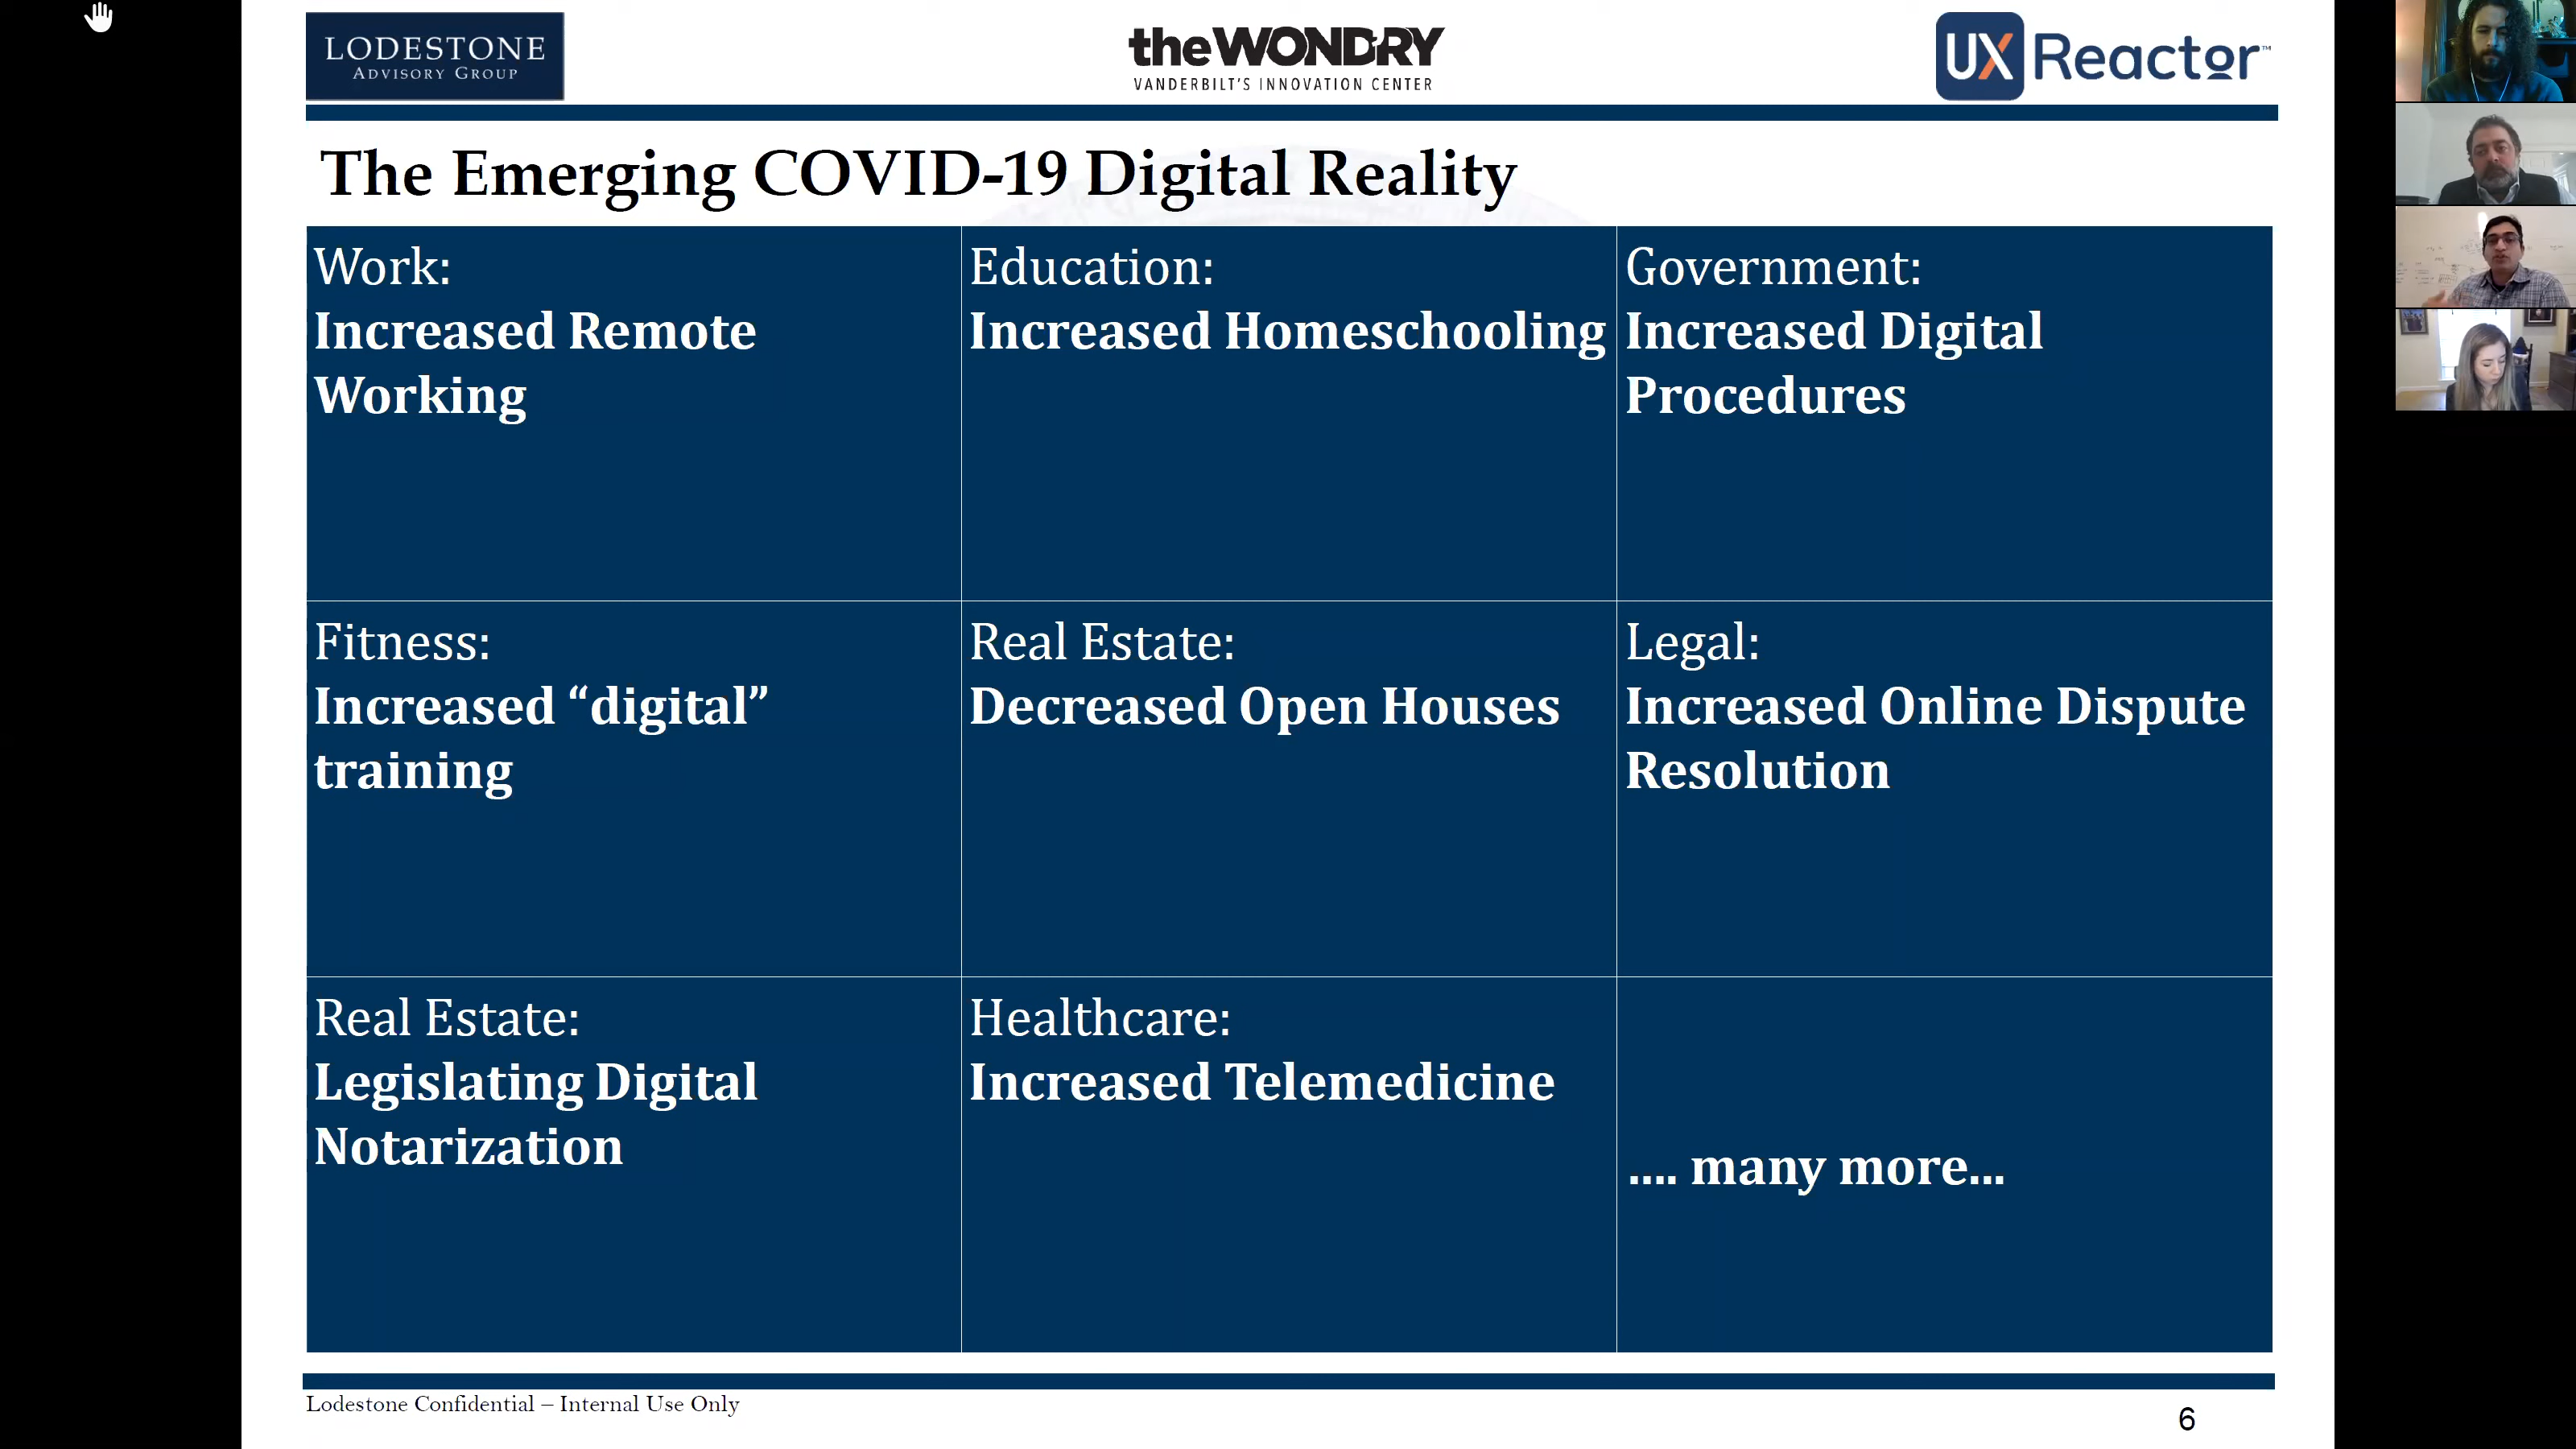 LODESTONE
ADVISORY GROUP
theWONDRY
VANDERBILT'S INNOVATION CENTER
UX Reactor™
The Emerging COVID-19 Digital Reality
Work:
Increased Remote
Working
Education:
Increased Homeschooling
Government:
Increased Digital
Procedures
Fitness:
Increased “digital”
training
Real Estate:
Decreased Open Houses
Legal:
Increased Online Dispute
Resolution
Real Estate:
Legislating Digital
Notarization
Healthcare:
Increased Telemedicine
.... many more...
Lodestone Confidential – Internal Use Only
6